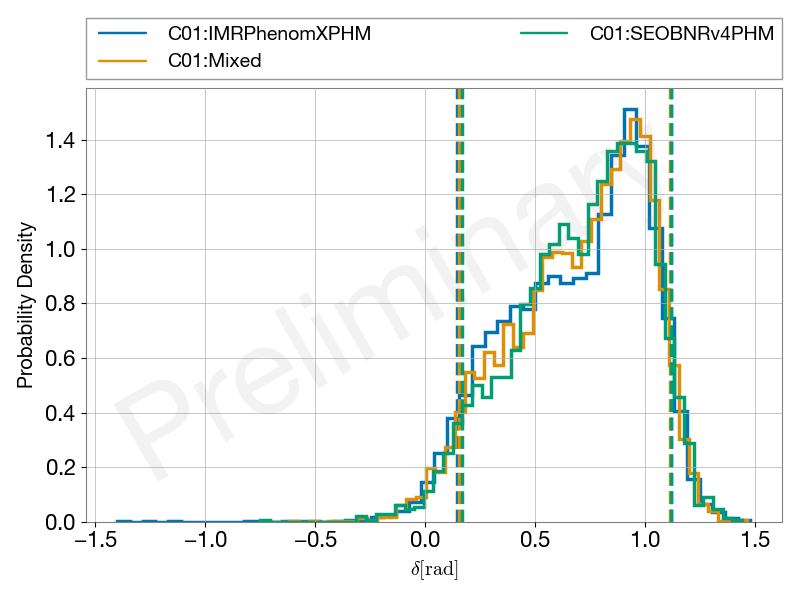 C01:IMRPhenomXPHM
C01:Mixed
C01:SEOBNRv4PHM
Preliminary
Probability Density
1.4
1.2
1.0
0.8
0.6
0.4
0.2
0.0
−1.5 −1.0 −0.5 0.0 0.5 1.0 1.5
δ[rad]